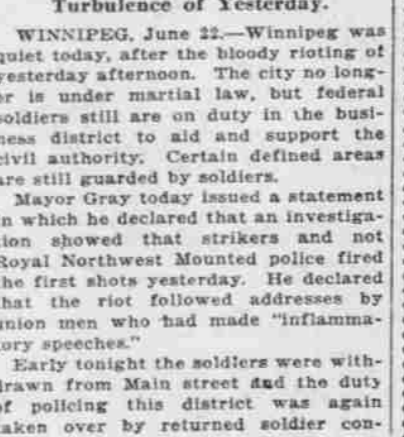 Turbulence of Yesterday.
WINNIPEG, June 22.—Winnipeg was
quiet today, after the bloody rioting of
yesterday afternoon. The city no long-
er is under martial law, but federal
soldiers still are on duty in the busi-
ness district to aid and support the
civil authority. Certain defined areas
are still guarded by soldiers.
Mayor Gray today issued a statement
in which he declared that an investiga-
tion showed that strikers and not
Royal Northwest Mounted police fired
the first shots yesterday. He declared
that the riot followed addresses by
union men who had made "inflamma-
tory speeches."
Early tonight the soldiers were with-
drawn from Main street and the duty
of policing this district was again
taken over by returned soldier con-